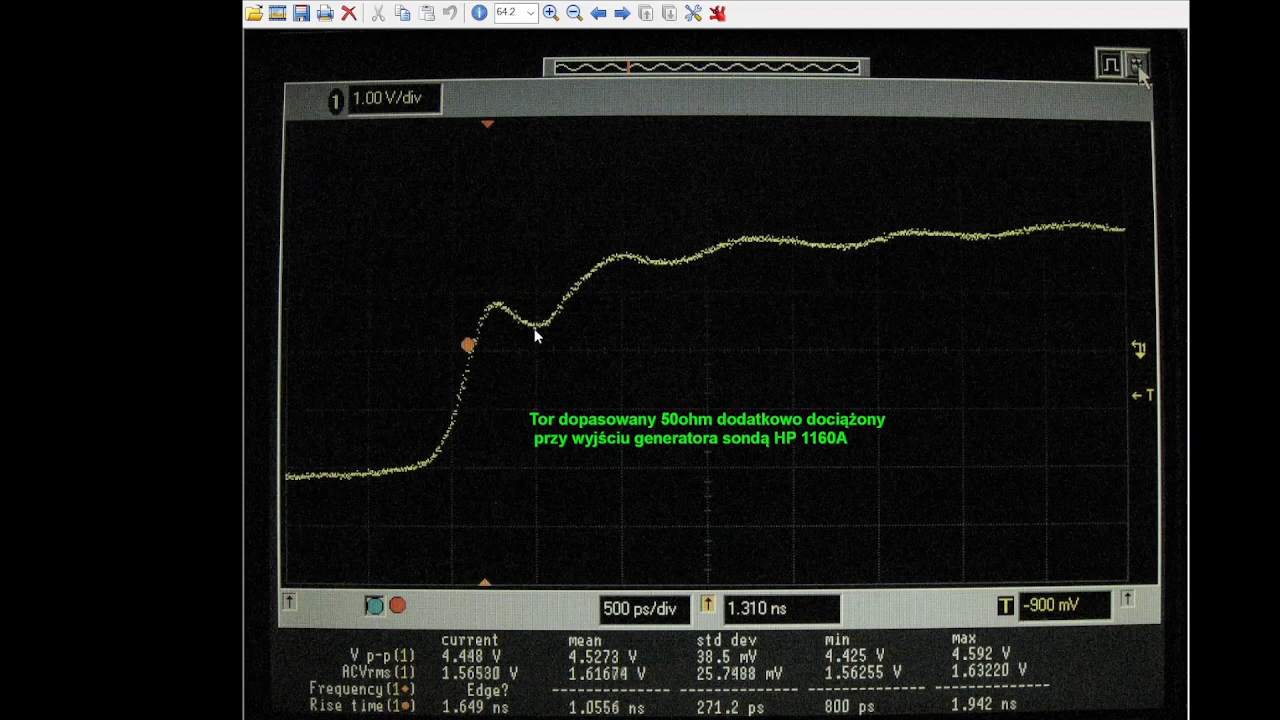 64.2
1 1.00 V/div
T
Tor dopasowany 50ohm dodatkowo dociążony
przy wyjściu generatora sondą HP 1160A
500 ps/div 1.310 ns T -900 mV
current mean std dev min max
V p-p(1) 4.448 V 4.5273 V 38.5 mV 4.425 V 4.592 V
ACVrms(1) 1.56530 V 1.61674 V 25.7488 mV 1.56255 V 1.63220 V
Frequency(1) Edge? --------- --------- --------- ---------
Rise time(1) 1.649 ns 1.0556 ns 271.2 ps 800 ps 1.942 ns